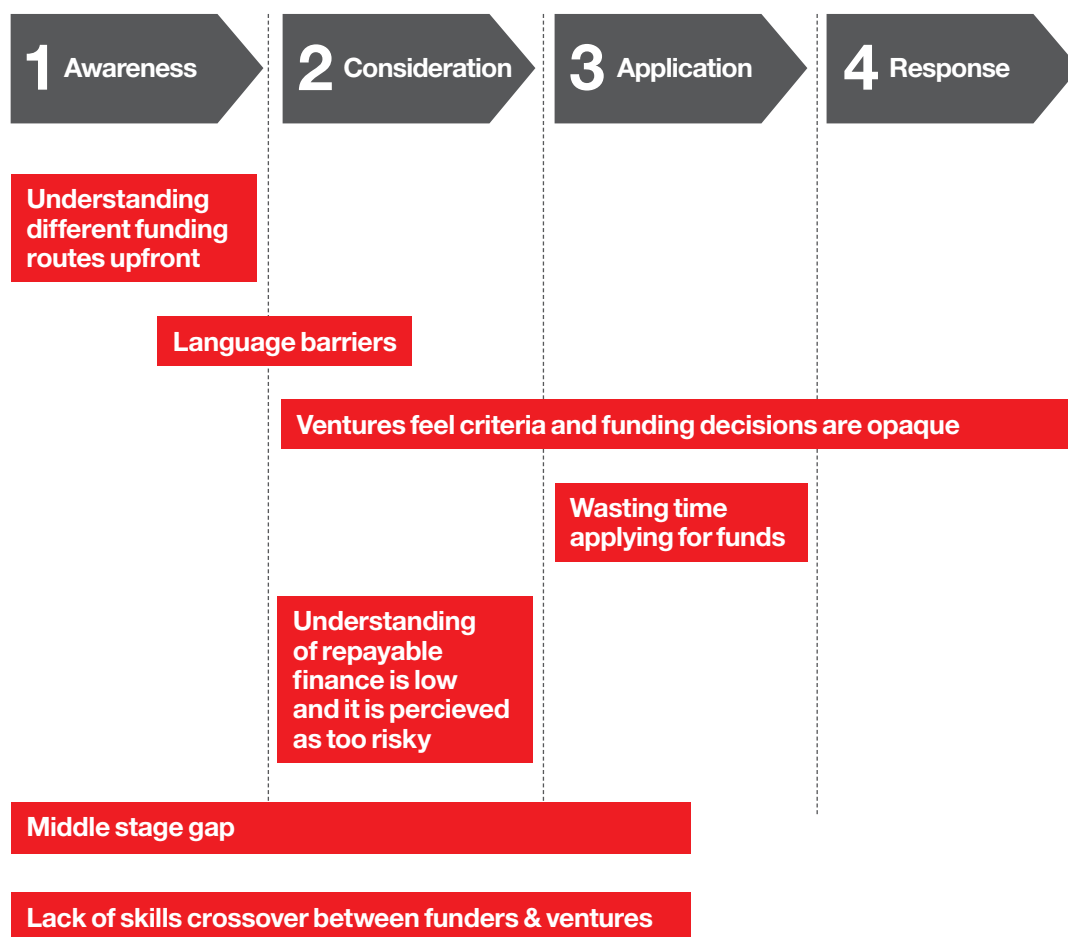 1 Awareness
2 Consideration
3 Application
4 Response
Understanding
different funding
routes upfront
Language barriers
Ventures feel criteria and funding decisions are opaque
Wasting time
applying for funds
Understanding
of repayable
finance is low
and it is percieved
as too risky
Middle stage gap
Lack of skills crossover between funders & ventures